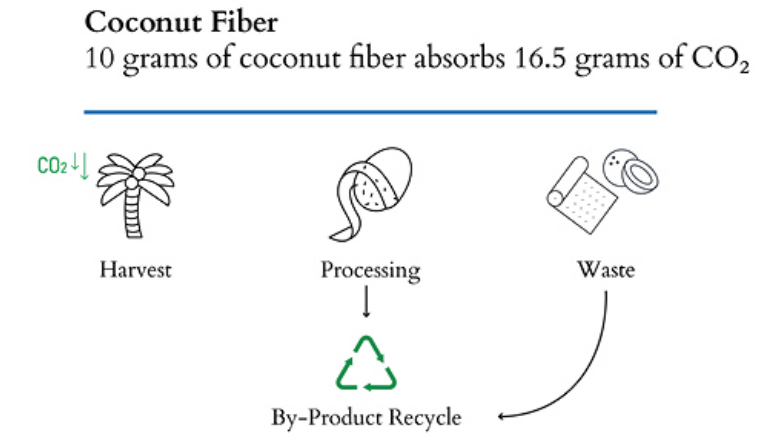 Coconut Fiber
10 grams of coconut fiber absorbs 16.5 grams of CO₂
CO₂↓↓
Harvest
Processing
Waste
By-Product Recycle